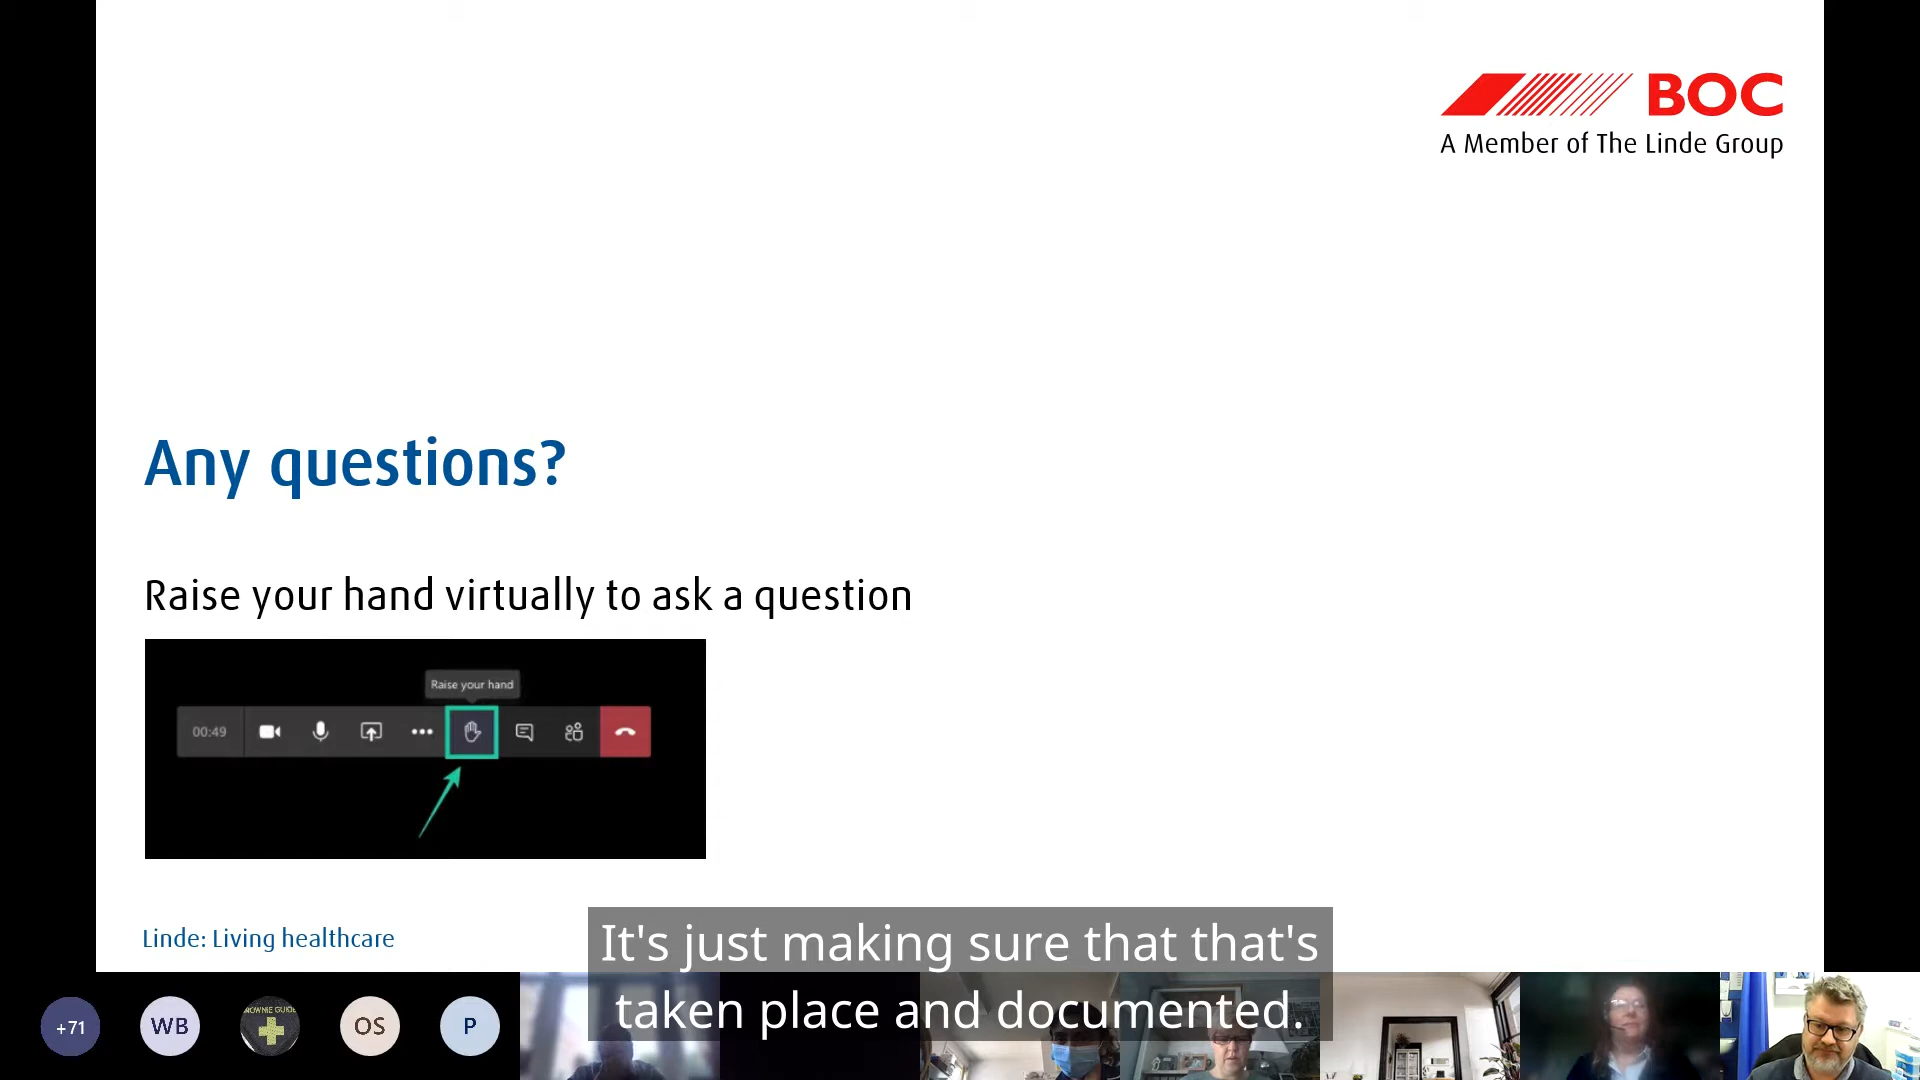 BOC
A Member of The Linde Group
Any questions?
Raise your hand virtually to ask a question
Raise your hand
00:49
Linde: Living healthcare
It's just making sure that that's
taken place and documented.
+71
WB
OS
P